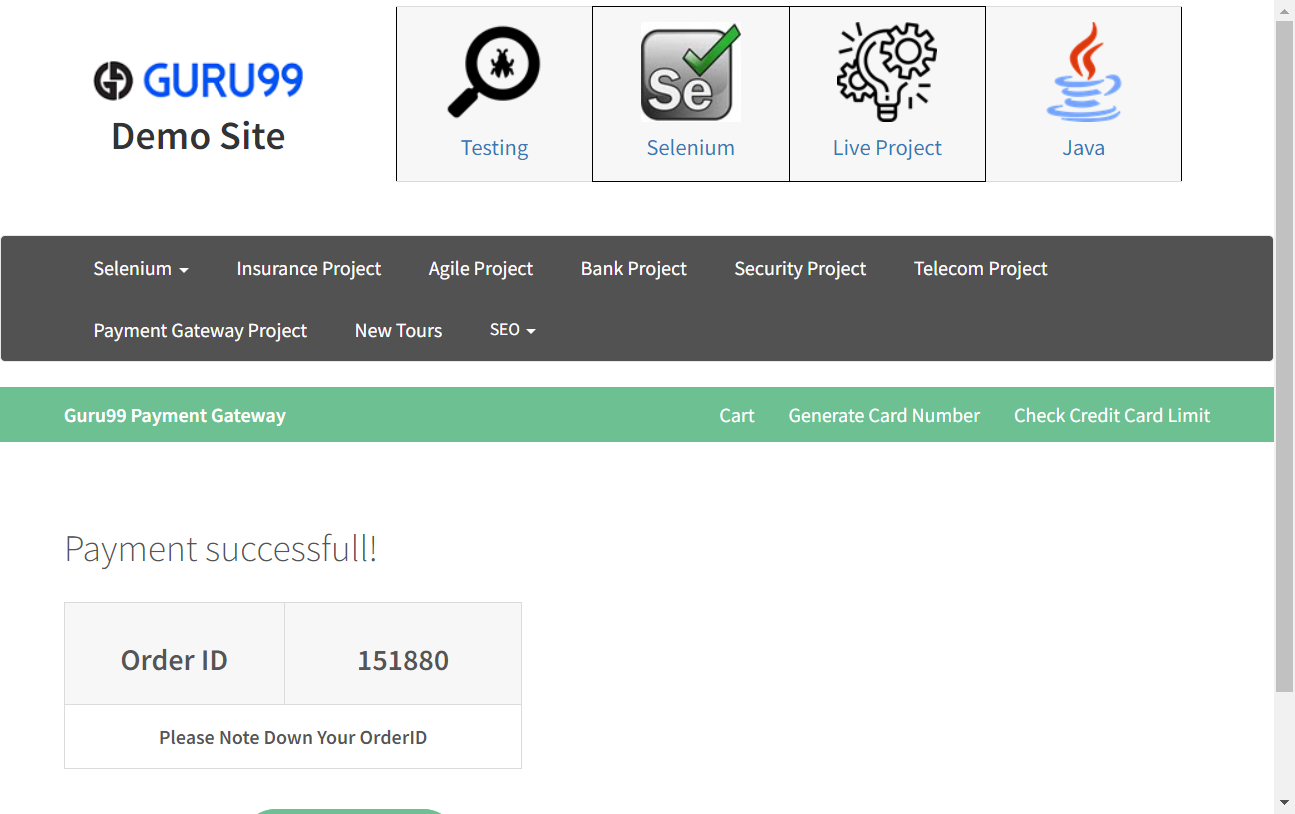 GURU99
Demo Site
Se
Testing
Selenium
Live Project
Java
Selenium
Insurance Project
Agile Project
Bank Project
Security Project
Telecom Project
Payment Gateway Project
New Tours
SEO
Guru99 Payment Gateway
Cart
Generate Card Number
Check Credit Card Limit
Payment successfull!
Order ID
151880
Please Note Down Your OrderID